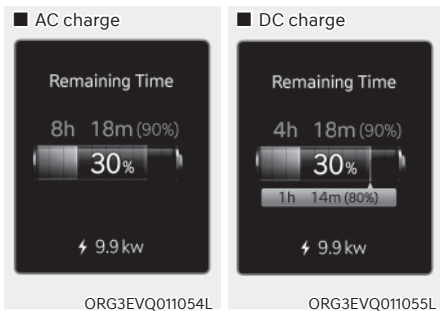 ■ AC charge
Remaining Time
8h 18m (90%)
30%
9.9 kw
ORG3EVQ011054L
■ DC charge
Remaining Time
4h 18m (90%)
30%
1h 14m (80%)
9.9 kw
ORG3EVQ011055L